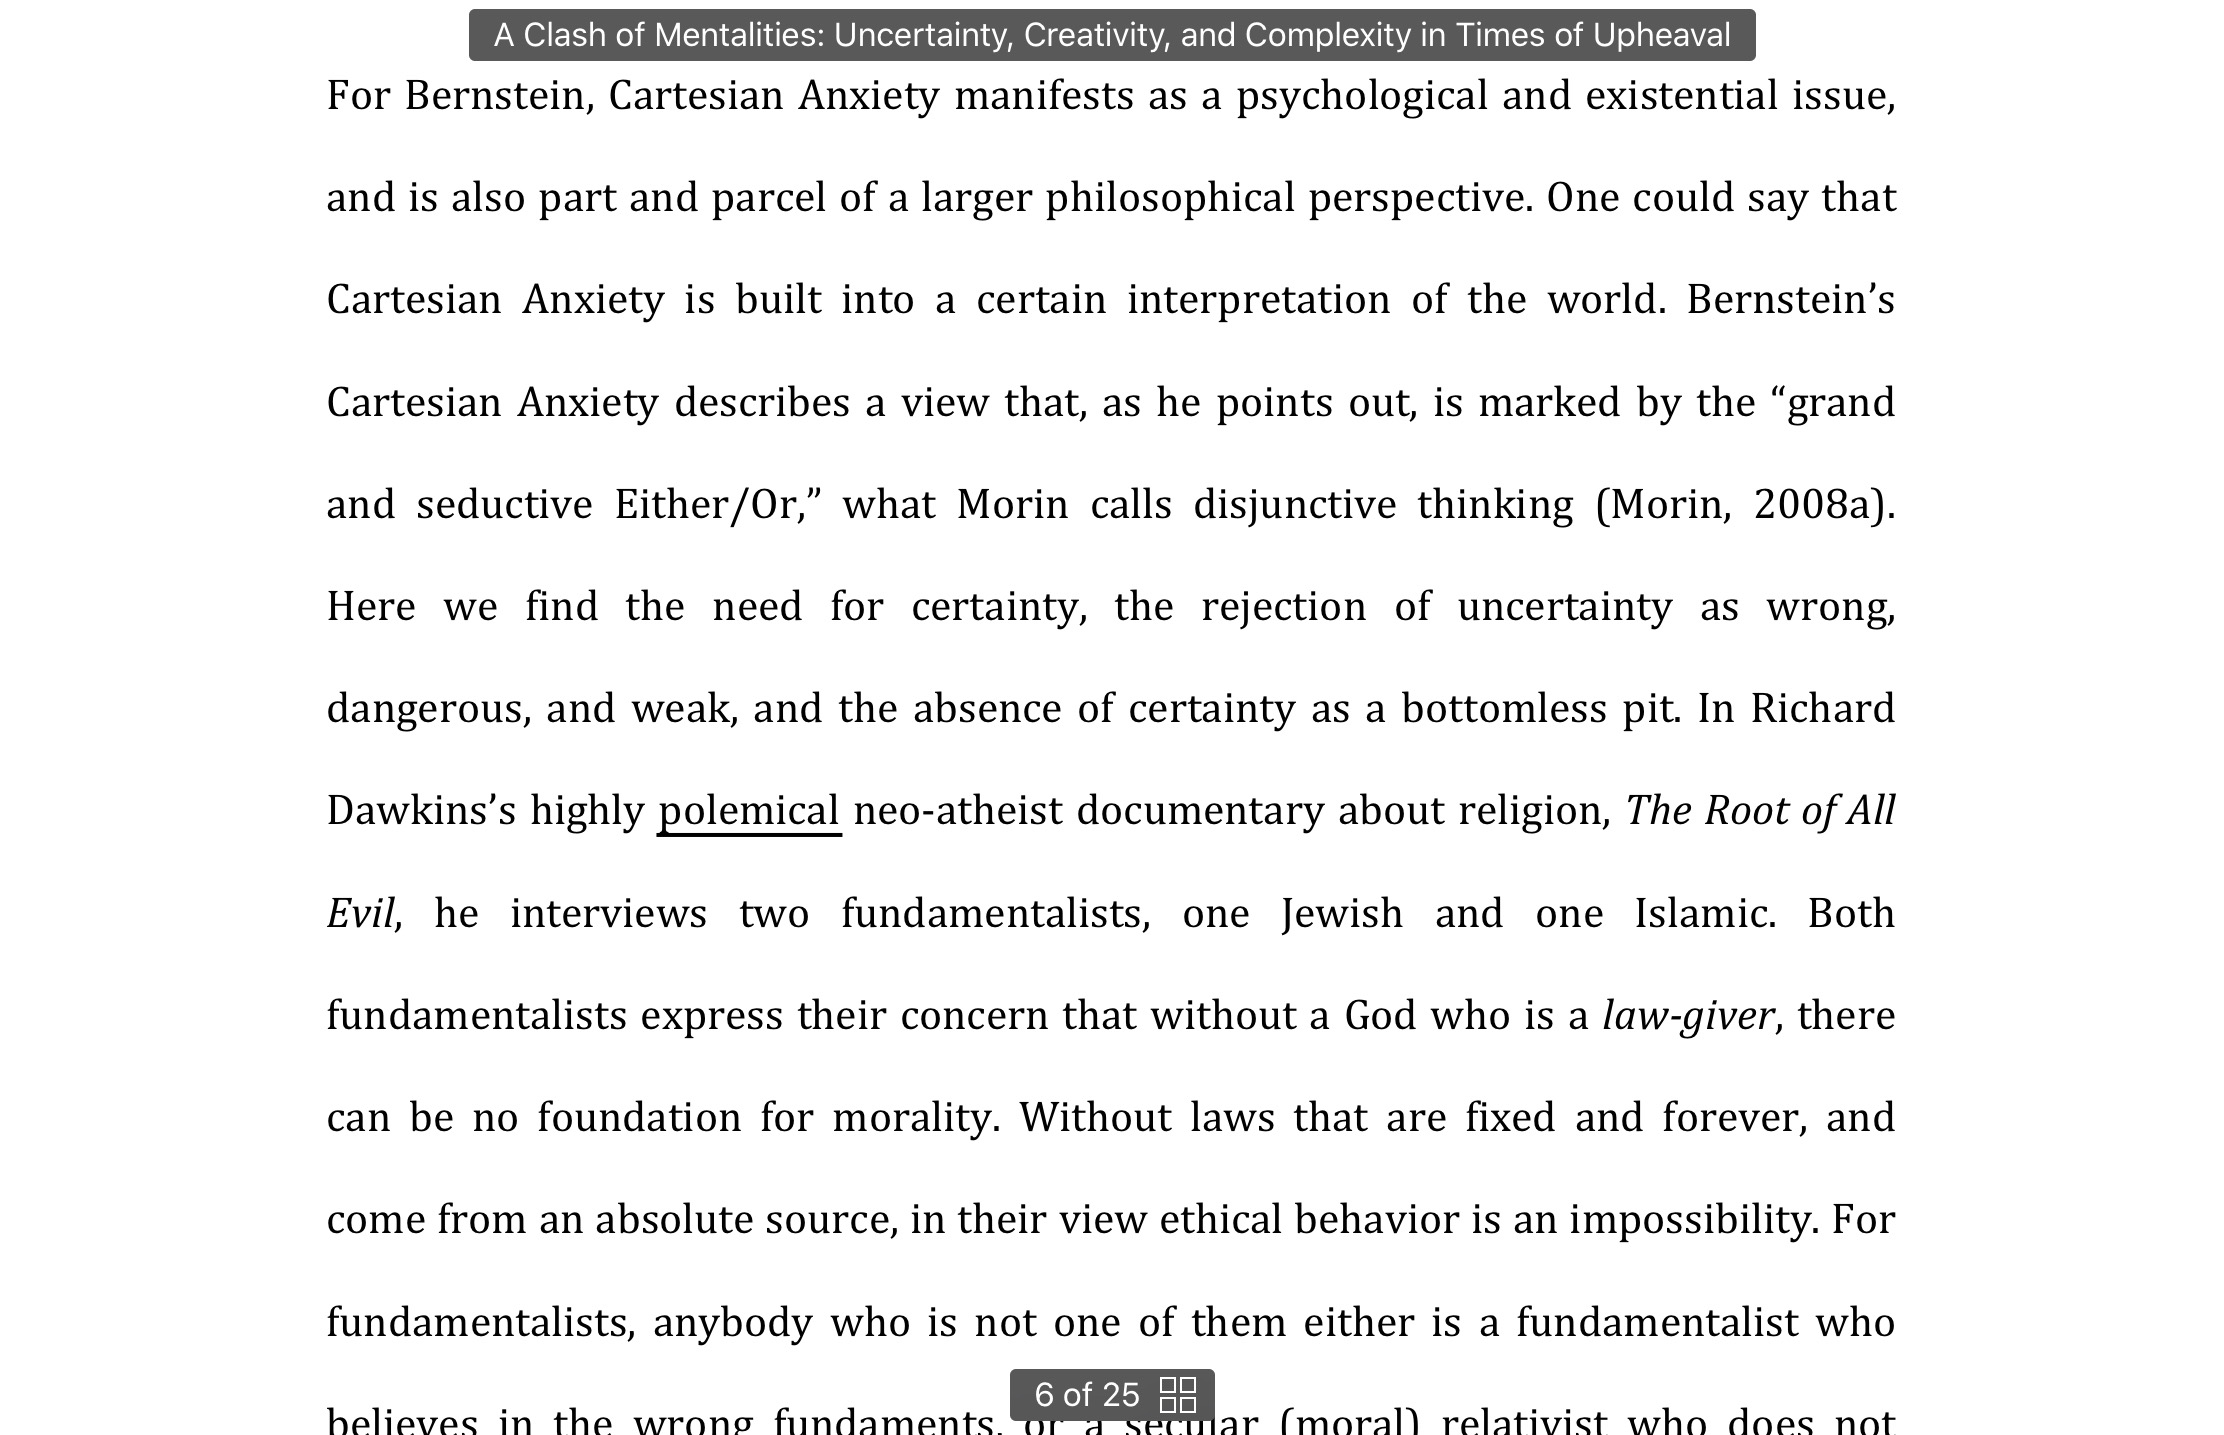 A Clash of Mentalities: Uncertainty, Creativity, and Complexity in Times of Upheaval
For Bernstein, Cartesian Anxiety manifests as a psychological and existential issue,
and is also part and parcel of a larger philosophical perspective. One could say that
Cartesian Anxiety is built into a certain interpretation of the world. Bernstein’s
Cartesian Anxiety describes a view that, as he points out, is marked by the “grand
and seductive Either/Or,” what Morin calls disjunctive thinking (Morin, 2008a).
Here we find the need for certainty, the rejection of uncertainty as wrong,
dangerous, and weak, and the absence of certainty as a bottomless pit. In Richard
Dawkins’s highly polemical neo-atheist documentary about religion, The Root of All
Evil, he interviews two fundamentalists, one Jewish and one Islamic. Both
fundamentalists express their concern that without a God who is a law-giver, there
can be no foundation for morality. Without laws that are fixed and forever, and
come from an absolute source, in their view ethical behavior is an impossibility. For
fundamentalists, anybody who is not one of them either is a fundamentalist who
believes in the wrong fundaments, or a secular (moral) relativist who does not
6 of 25